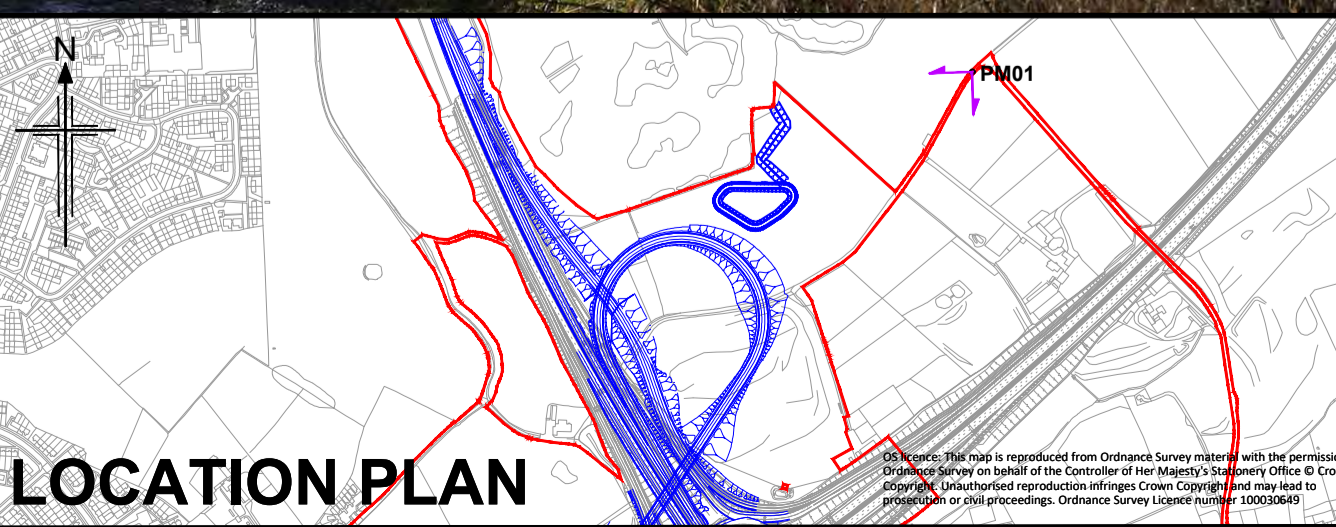 N
PM01
LOCATION PLAN
OS licence: This map is reproduced from Ordnance Survey material with the
Ordnance Survey on behalf of the Controller of Her Majesty's Stationery Office ©
Copyright. Unauthorised reproduction infringes Crown Copyright and may lead to
prosecution or civil proceedings. Ordnance Survey Licence number 100030649